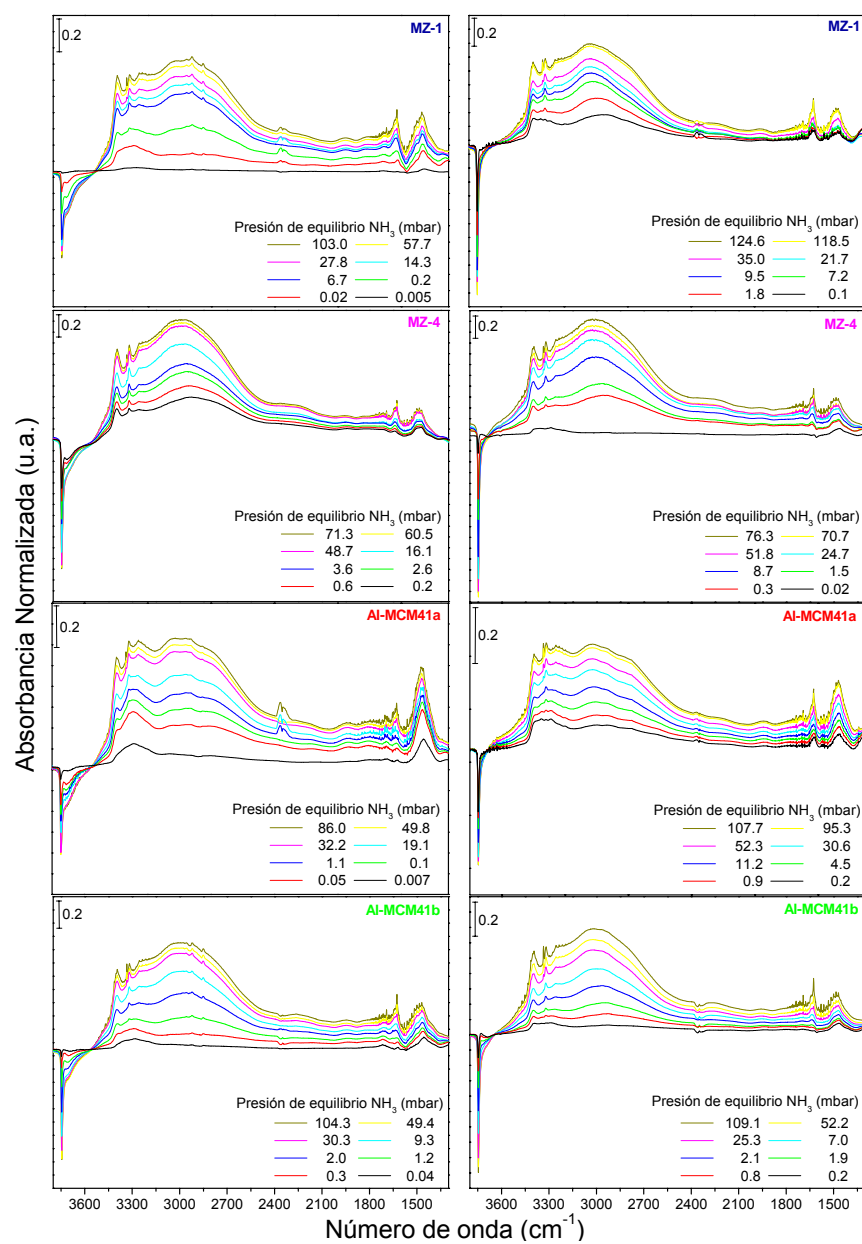 Absorbancia Normalizada (u.a.)
0.2
MZ-1
Presión de equilibrio NH3 (mbar)
103.0 57.7
27.8 14.3
6.7 0.2
0.02 0.005
0.2
MZ-1
Presión de equilibrio NH3 (mbar)
124.6 118.5
35.0 21.7
9.5 7.2
1.8 0.1
0.2
MZ-4
Presión de equilibrio NH3 (mbar)
71.3 60.5
48.7 16.1
3.6 2.6
0.6 0.2
0.2
MZ-4
Presión de equilibrio NH3 (mbar)
76.3 70.7
51.8 24.7
8.7 1.5
0.3 0.02
0.2
Al-MCM41a
Presión de equilibrio NH3 (mbar)
86.0 49.8
32.2 19.1
1.1 0.1
0.05 0.007
0.2
Al-MCM41a
Presión de equilibrio NH3 (mbar)
107.7 95.3
52.3 30.6
11.2 4.5
0.9 0.2
0.2
Al-MCM41b
Presión de equilibrio NH3 (mbar)
104.3 49.4
30.3 9.3
2.0 1.2
0.3 0.04
0.2
Al-MCM41b
Presión de equilibrio NH3 (mbar)
109.1 52.2
25.3 7.0
2.1 1.9
0.8 0.2
3600 3300 3000 2700 2400 2100 1800 1500
3600 3300 3000 2700 2400 2100 1800 1500
Número de onda (cm-1)